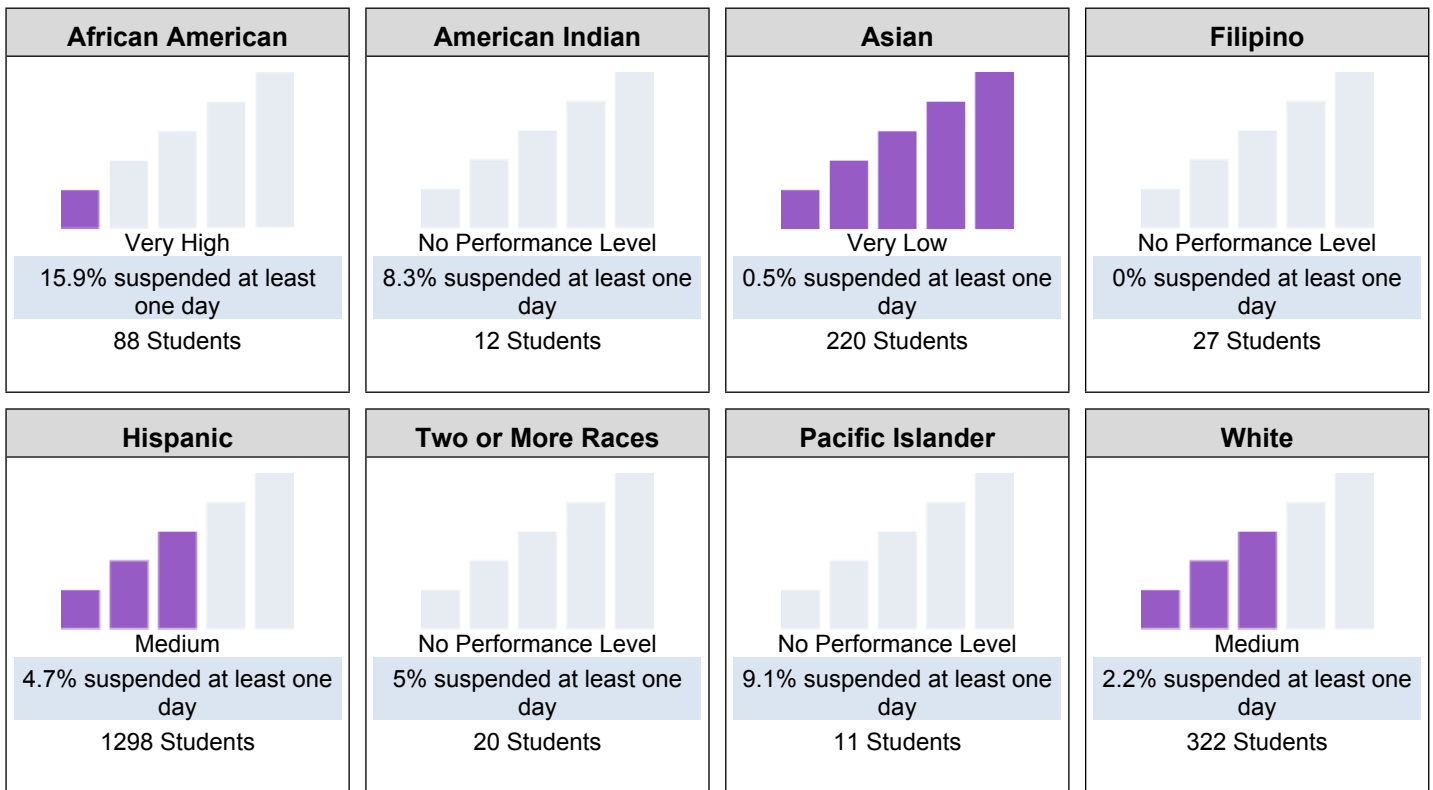 African American
Very High
15.9% suspended at least
one day
88 Students
American Indian
No Performance Level
8.3% suspended at least one
day
12 Students
Asian
Very Low
0.5% suspended at least one
day
220 Students
Filipino
No Performance Level
0% suspended at least one
day
27 Students
Hispanic
Medium
4.7% suspended at least one
day
1298 Students
Two or More Races
No Performance Level
5% suspended at least one
day
20 Students
Pacific Islander
No Performance Level
9.1% suspended at least one
day
11 Students
White
Medium
2.2% suspended at least one
day
322 Students